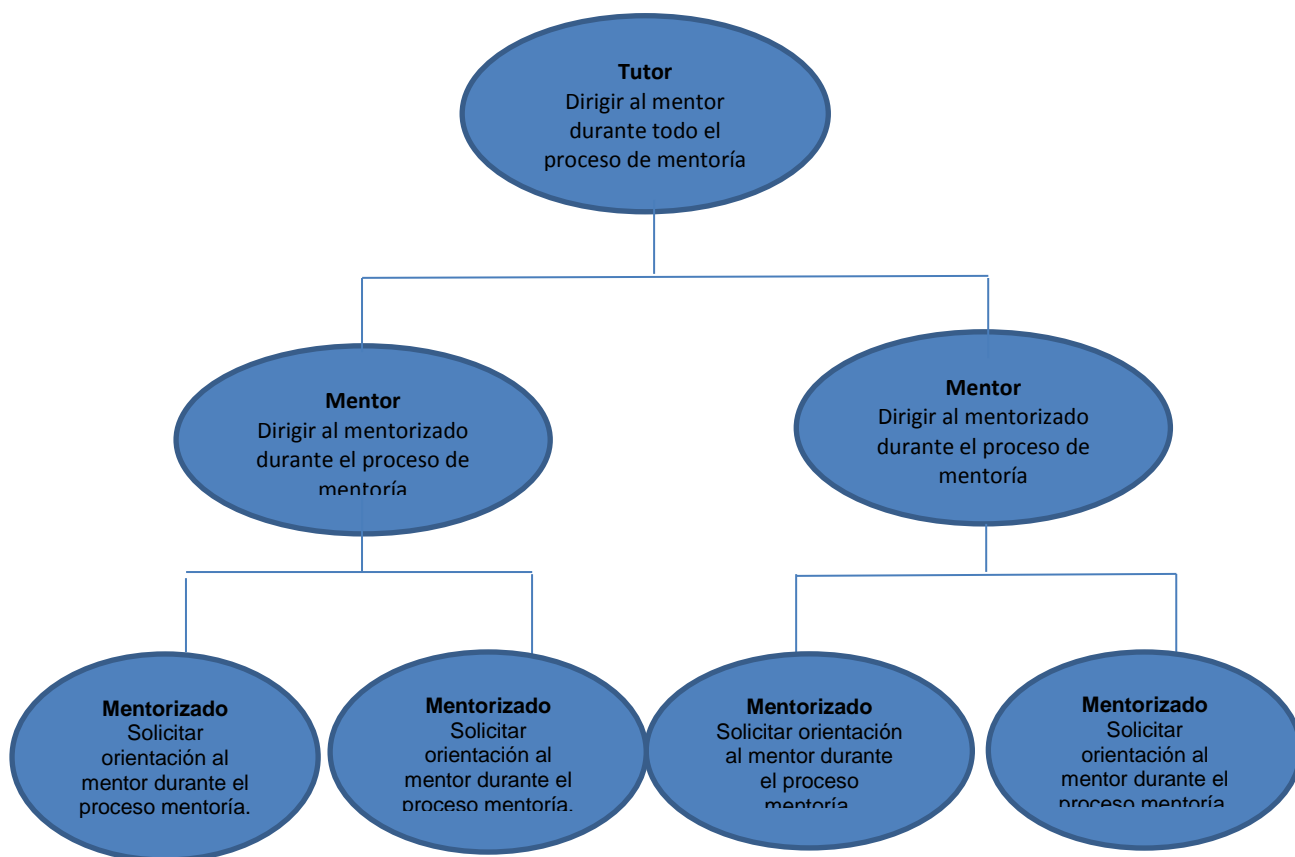 Tutor
Dirigir al mentor
durante todo el
proceso de mentoría
Mentor
Dirigir al mentorizado
durante el proceso de
mentoría
Mentor
Dirigir al mentorizado
durante el proceso de
mentoría
Mentorizado
Solicitar
orientación al
mentor durante el
proceso mentoría.
Mentorizado
Solicitar
orientación al
mentor durante el
proceso mentoría.
Mentorizado
Solicitar orientación
al mentor durante
el proceso
mentoría
Mentorizado
Solicitar
orientación al
mentor durante el
proceso mentoría